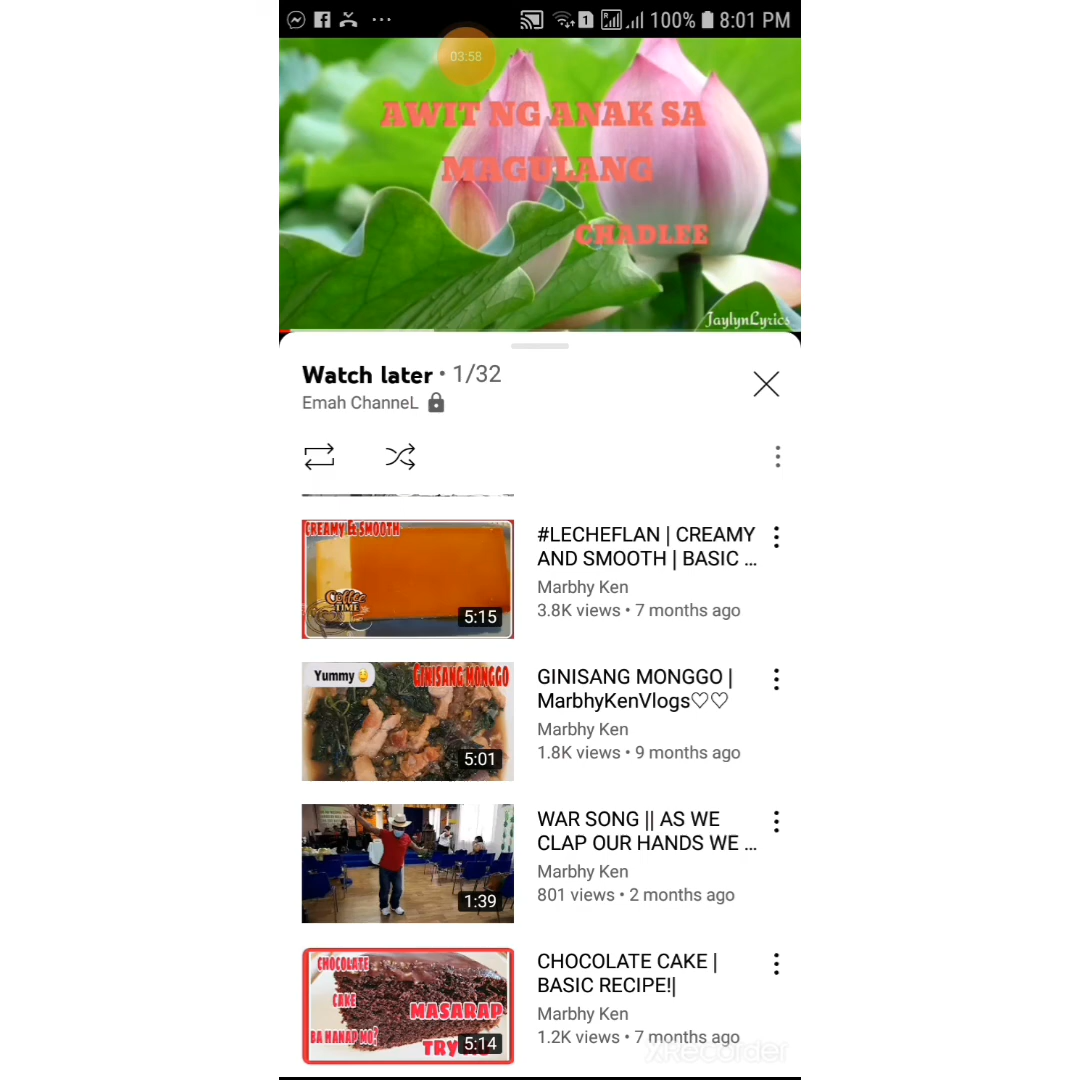 100% 8:01 PM
03:58
AWIT NG ANAK SA
MAGULANG
CHADLEE
JaylynLyrics
Watch later • 1/32
Emah ChanneL
CREAMY & SMOOTH
Coffee
TIME
5:15
#LECHEFLAN | CREAMY
AND SMOOTH | BASIC ...
Marbhy Ken
3.8K views • 7 months ago
Yummy
GINISANG MONGGO
5:01
GINISANG MONGGO |
MarbhyKenVlogs♡♡
Marbhy Ken
1.8K views • 9 months ago
1:39
WAR SONG || AS WE
CLAP OUR HANDS WE ...
Marbhy Ken
801 views • 2 months ago
CHOCOLATE
CAKE
BA HANAP MO?
MASARAP
TRY
5:14
CHOCOLATE CAKE |
BASIC RECIPE!|
Marbhy Ken
1.2K views • 7 months ago
XRecorder